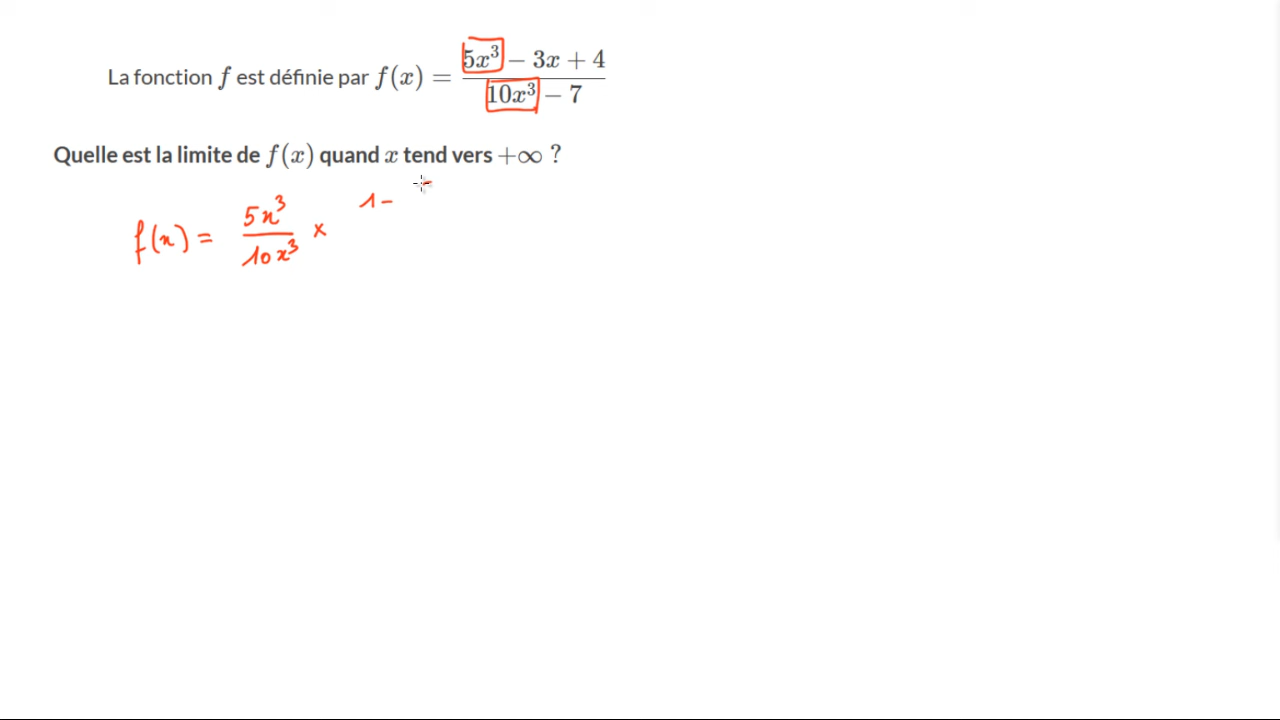 La fonction f est définie par f(x) = (5x³ − 3x + 4) / (10x³ − 7)
Quelle est la limite de f(x) quand x tend vers +∞ ?
f(x) = 5x³ / 10x³ × 1 −